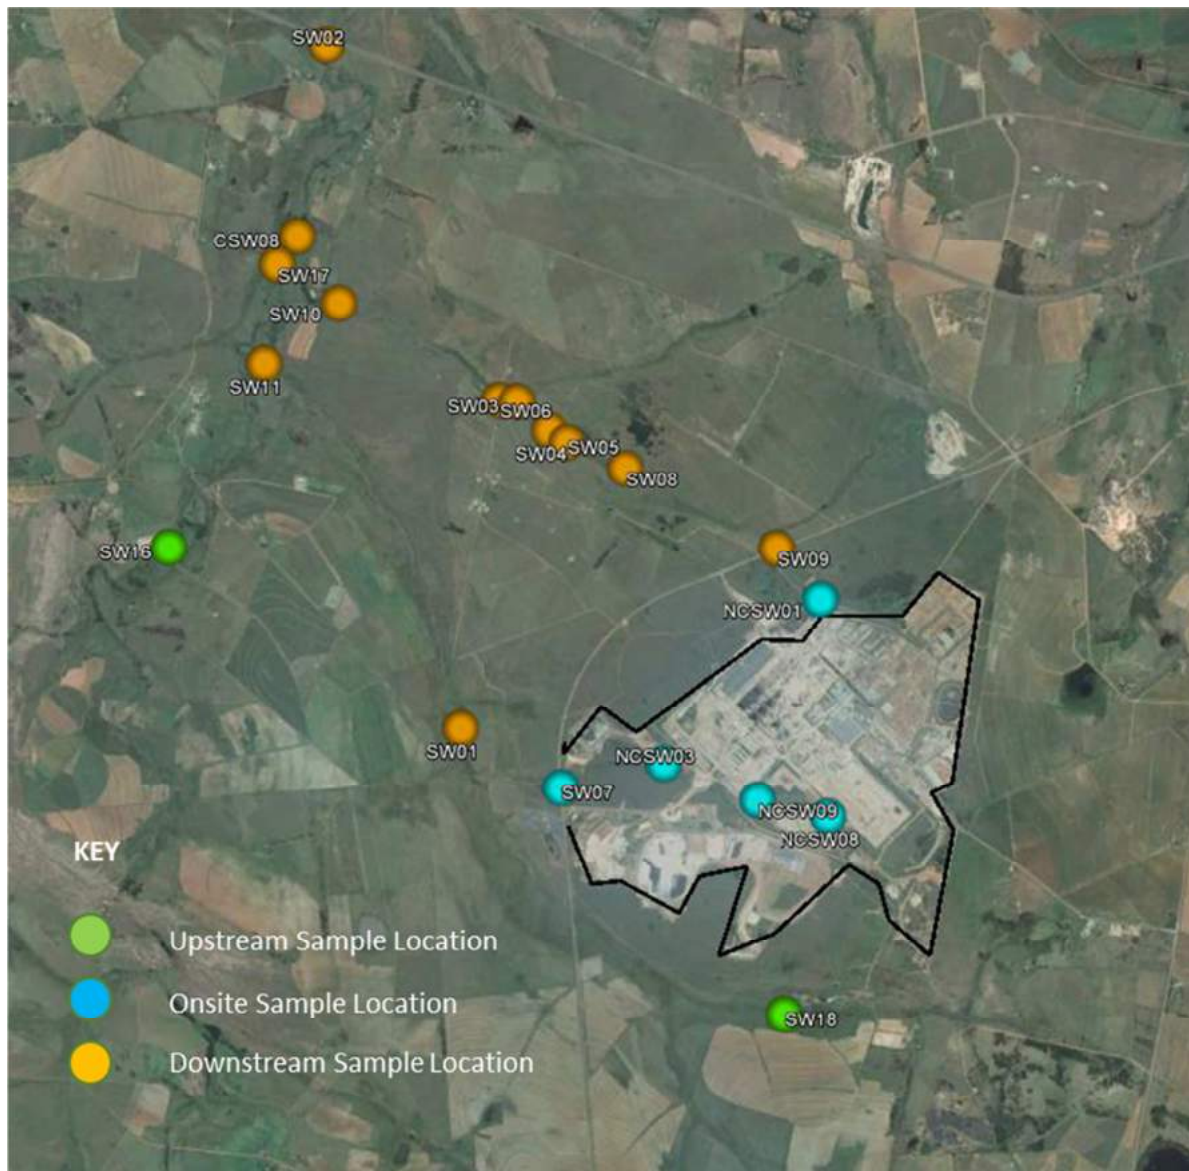 SW02
CSW08
SW17
SW10
SW11
SW03
SW06
SW04
SW05
SW08
SW16
SW09
NCSW01
SW01
NCSW03
SW07
NCSW09
NCSW08
KEY
Upstream Sample Location
Onsite Sample Location
SW18
Downstream Sample Location